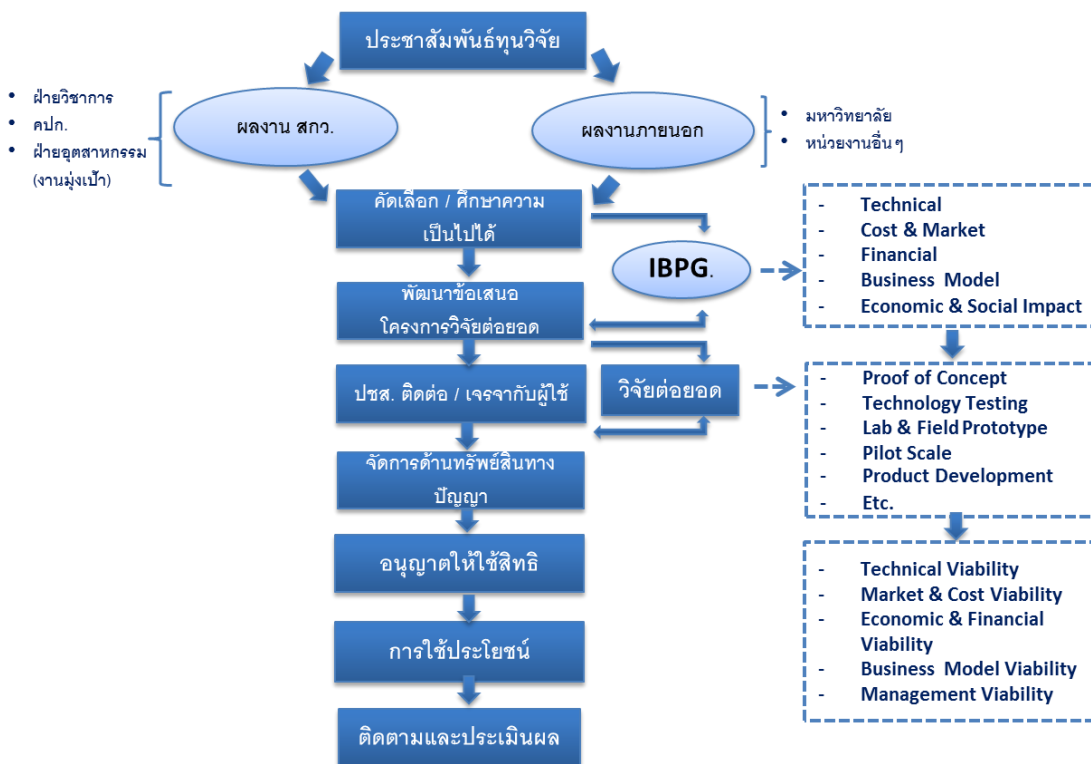 ประชาสัมพันธ์ทุนวิจัย
• ฝ่ายวิชาการ
• คปก.
• ฝ่ายอุตสาหกรรม
(งานมุ่งเป้า)
ผลงาน สกว.
ผลงานภายนอก
• มหาวิทยาลัย
• หน่วยงานอื่น ๆ
คัดเลือก / ศึกษาความ
เป็นไปได้
IBPG.
- Technical
- Cost & Market
- Financial
- Business Model
- Economic & Social Impact
พัฒนาข้อเสนอ
โครงการวิจัยต่อยอด
ปชส. ติดต่อ / เจรจากับผู้ใช้
วิจัยต่อยอด
- Proof of Concept
- Technology Testing
- Lab & Field Prototype
- Pilot Scale
- Product Development
- Etc.
จัดการด้านทรัพย์สินทาง
ปัญญา
อนุญาตให้ใช้สิทธิ
การใช้ประโยชน์
ติดตามและประเมินผล
- Technical Viability
- Market & Cost Viability
- Economic & Financial
Viability
- Business Model Viability
- Management Viability